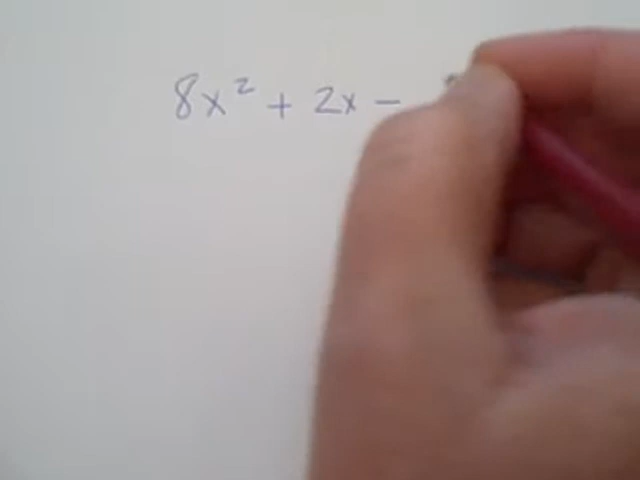 8x² + 2x −